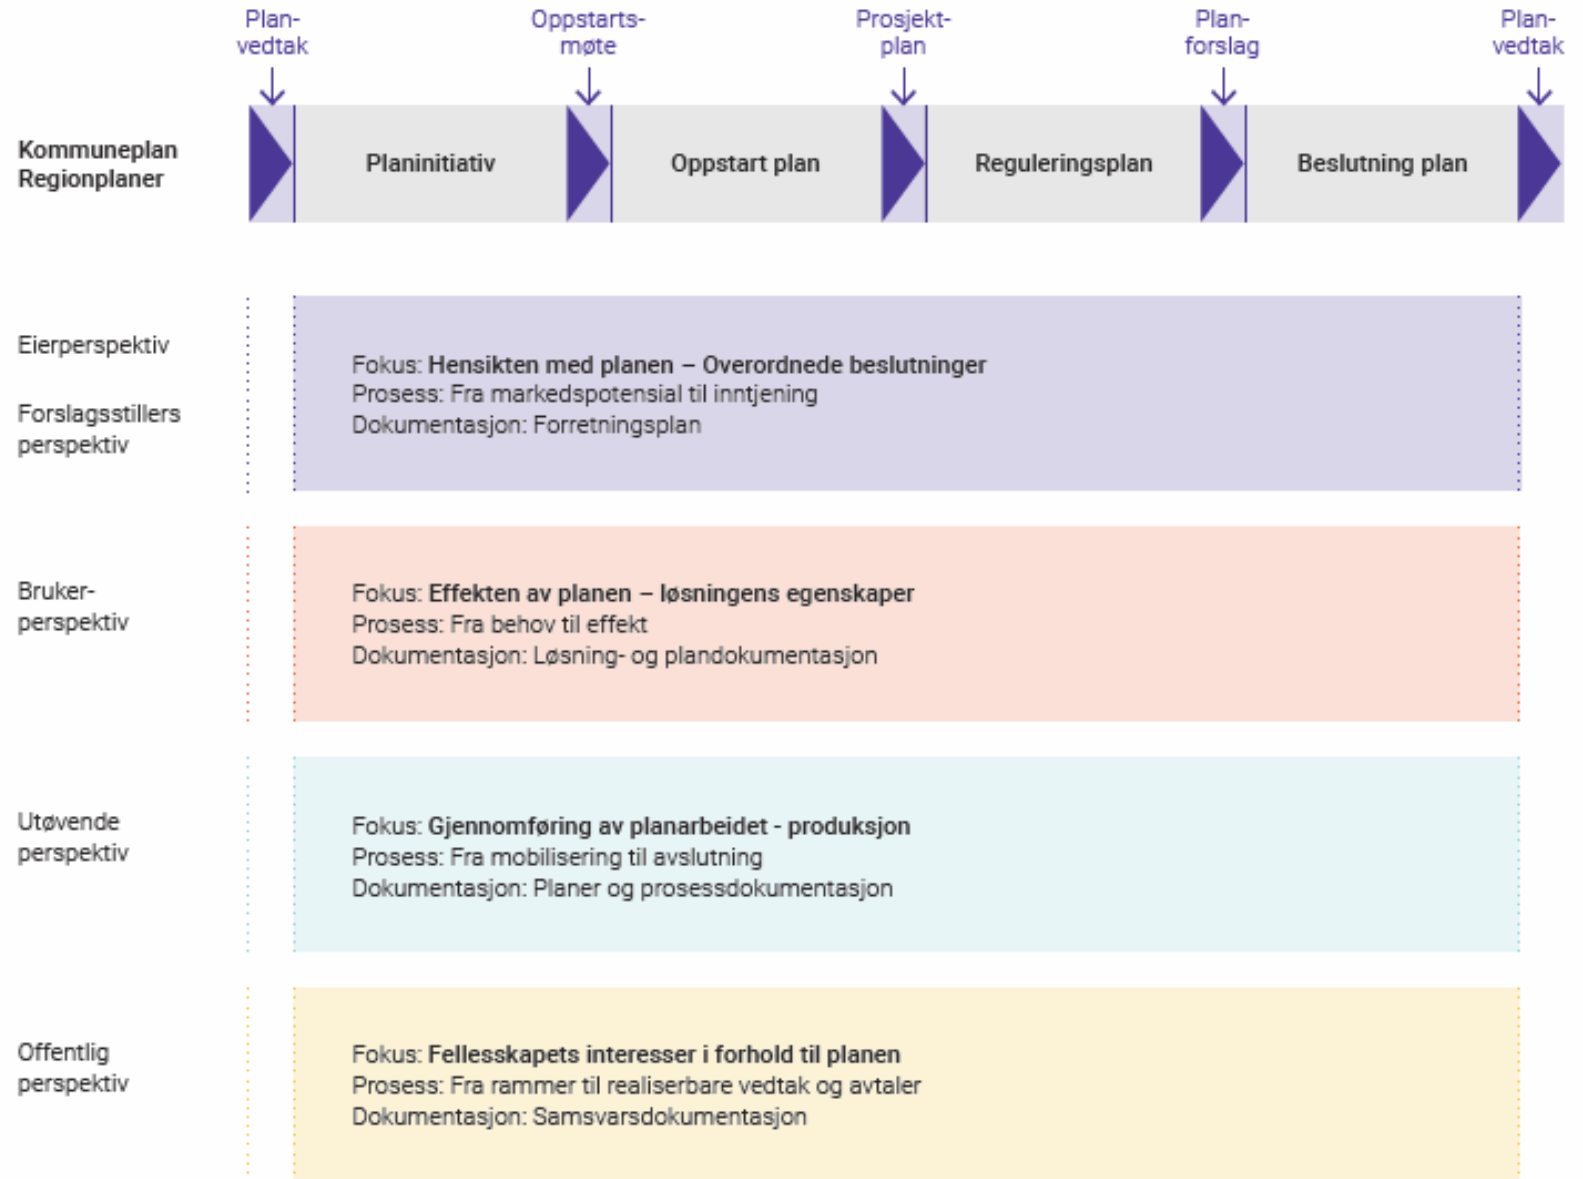 Plan-
vedtak
Oppstarts-
møte
Prosjekt-
plan
Plan-
forslag
Plan-
vedtak
Kommuneplan
Regionplaner
Planinitiativ
Oppstart plan
Reguleringsplan
Beslutning plan
Eierperspektiv
Forslagsstillers
perspektiv
Fokus: Hensikten med planen – Overordnede beslutninger
Prosess: Fra markedspotensial til inntjening
Dokumentasjon: Forretningsplan
Bruker-
perspektiv
Fokus: Effekten av planen – løsningens egenskaper
Prosess: Fra behov til effekt
Dokumentasjon: Løsning- og plandokumentasjon
Utøvende
perspektiv
Fokus: Gjennomføring av planarbeidet - produksjon
Prosess: Fra mobilisering til avslutning
Dokumentasjon: Planer og prosessdokumentasjon
Offentlig
perspektiv
Fokus: Fellesskapets interesser i forhold til planen
Prosess: Fra rammer til realiserbare vedtak og avtaler
Dokumentasjon: Samsvarsdokumentasjon